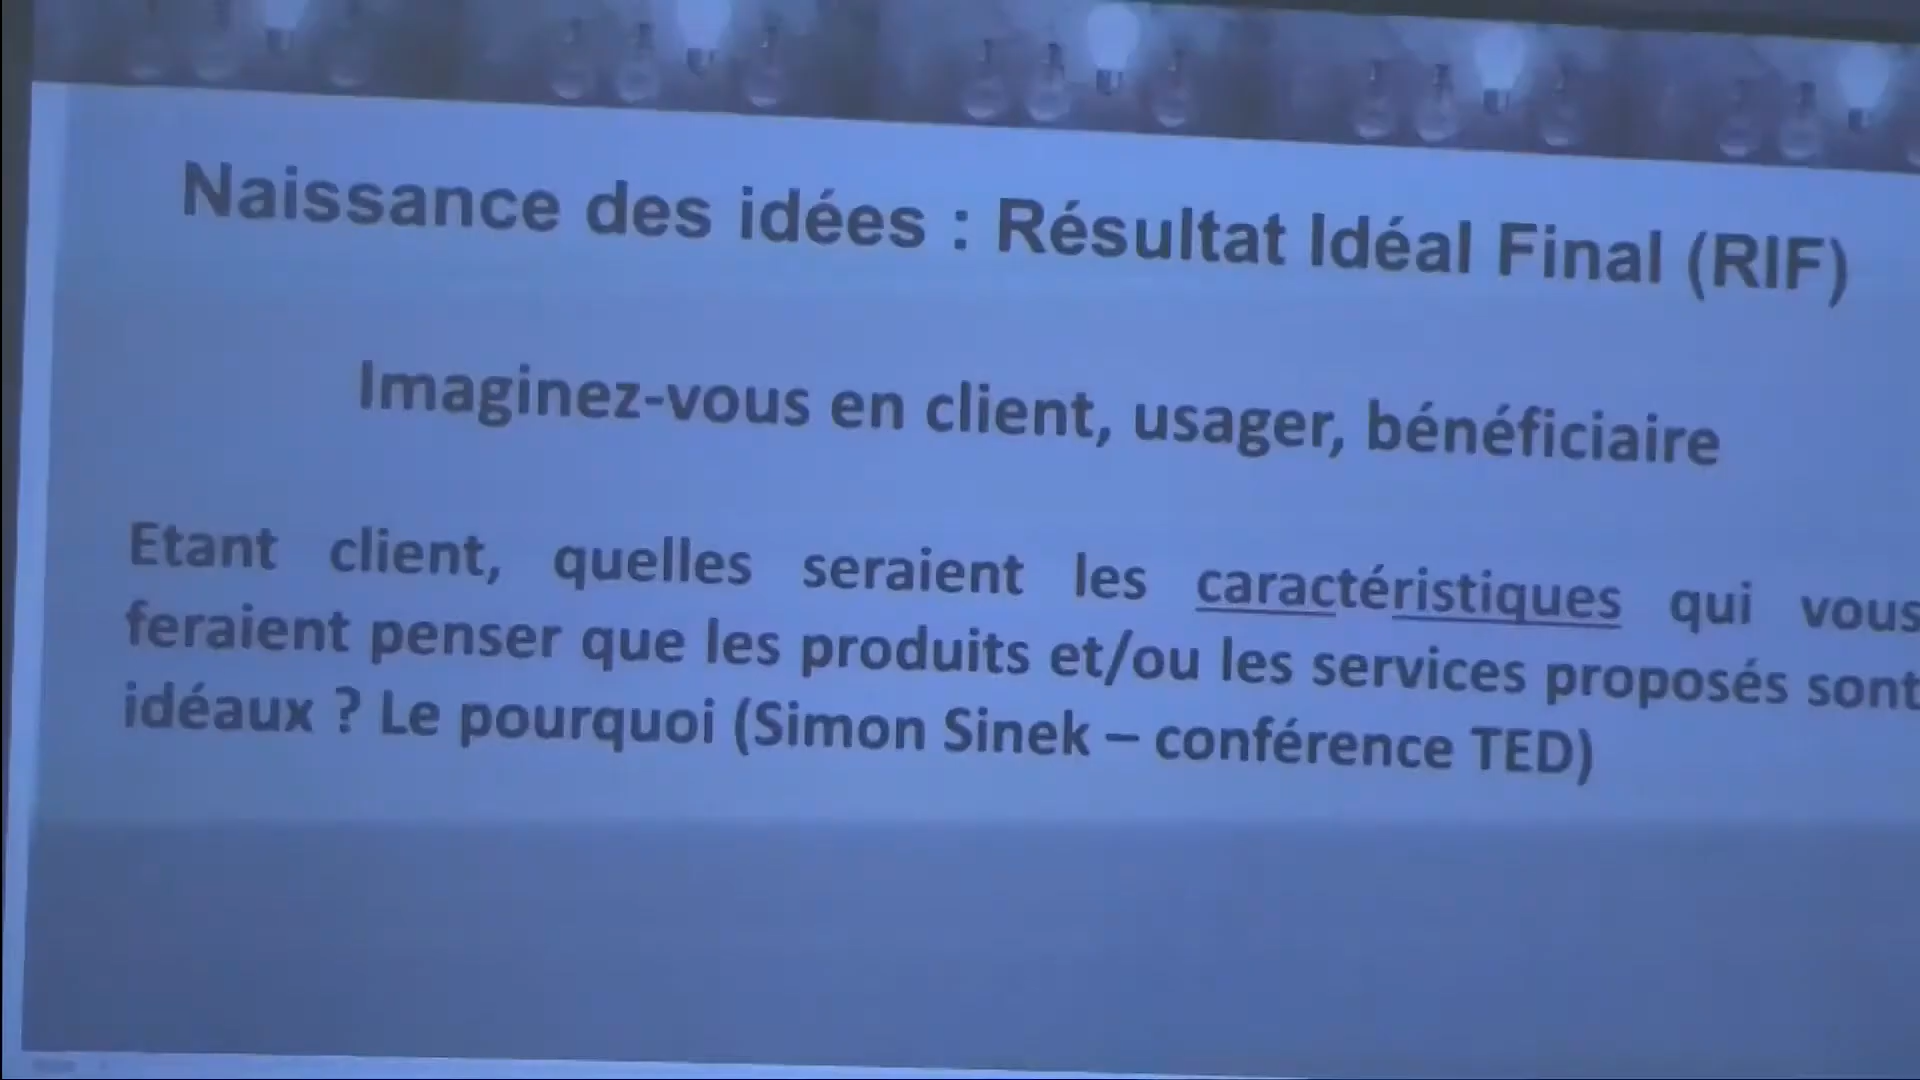 Naissance des idées : Résultat Idéal Final (RIF)
Imaginez-vous en client, usager, bénéficiaire
Etant client, quelles seraient les caractéristiques qui vous
feraient penser que les produits et/ou les services proposés sont
idéaux ? Le pourquoi (Simon Sinek – conférence TED)